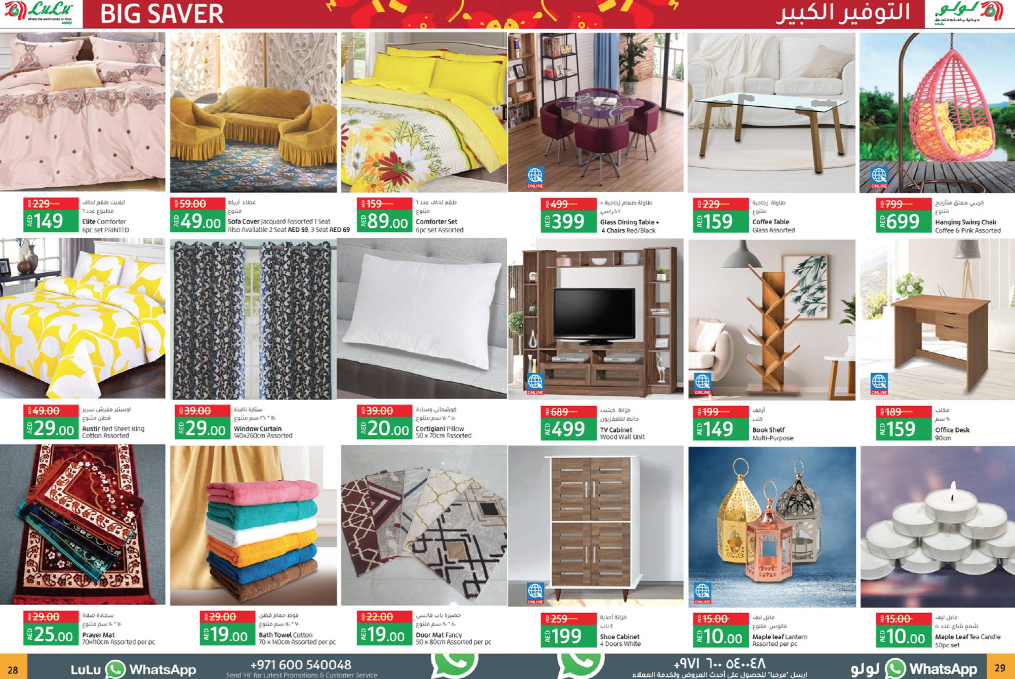 LuLu
BIG SAVER
التوفير الكبير
لولو
229
AED 149
ايلايت طقم لحاف
مطبوع عدد ٦
Elite Comforter
6pc set PRINTED
59.00
AED 49.00
غطاء أريكة
متنوع
Sofa Cover Jacquard Assorted 1 Seat
Also Available 2 Seat AED 59, 3 Seat AED 69
159
AED 89.00
طقم لحاف عدد ٦
متنوع
Comforter Set
6pc set Assorted
ONLINE
499
AED 399
طاولة طعام زجاجية +
٤ كراسي
Glass Dining Table +
4 Chairs Red/Black
229
AED 159
طاولة زجاجية
متنوع
Coffee Table
Glass Assorted
ONLINE
799
AED 699
كرسي معلق متأرجح
متنوع
Hanging Swing Chair
Coffee & Pink Assorted
49.00
AED 29.00
قطن متنوع
Austir Bed Sheet King
Cotton Assorted
39.00
AED 29.00
ستارة نافذة
١٤٠ * ٢٦٠ سم متنوع
Window Curtain
140x260cm Assorted
39.00
AED 20.00
كورتيجاني وسادة
٥٠ * ٧٠ سم متنوع
Cortigiani Pillow
50 x 70cm Assorted
ONLINE
689
AED 499
خزانة خشب
حائط للتلفزيون
TV Cabinet
Wood Wall Unit
ONLINE
199
AED 149
أرفف
كتب
Book Shelf
Multi-Purpose
ONLINE
189
AED 159
مكتب
٩٠ سم
Office Desk
90cm
29.00
AED 25.00
سجادة صلاة
٧٠ * ١١٠ سم متنوع
Prayer Mat
70x110cm Assorted per pc
29.00
AED 19.00
فوط حمام قطن
٧٠ * ١٤٠ سم متنوع
Bath Towel Cotton
70 x 140cm Assorted per pc
22.00
AED 19.00
حصيرة باب فانسي
٥٠ * ٨٠ سم متنوع
Door Mat Fancy
50 x 80cm Assorted per pc
ONLINE
259
AED 199
خزانة أحذية
٤ باب
Shoe Cabinet
4 Doors White
ONLINE
15.00
AED 10.00
مابل ليف
فانوس متنوع
Maple leaf Lantern
Assorted per pc
15.00
AED 10.00
مابل ليف
شمع شاي عدد ٥٠
Maple Leaf Tea Candle
50pc set
28
LuLu WhatsApp
+971 600 540048
Send 'Hi' for Latest Promotions & Customer Service
+٩٧١ ٦٠٠ ٥٤٠٠٤٨
ارسل "مرحبا" للحصول على أحدث العروض ولخدمة العملاء
لولو WhatsApp
29